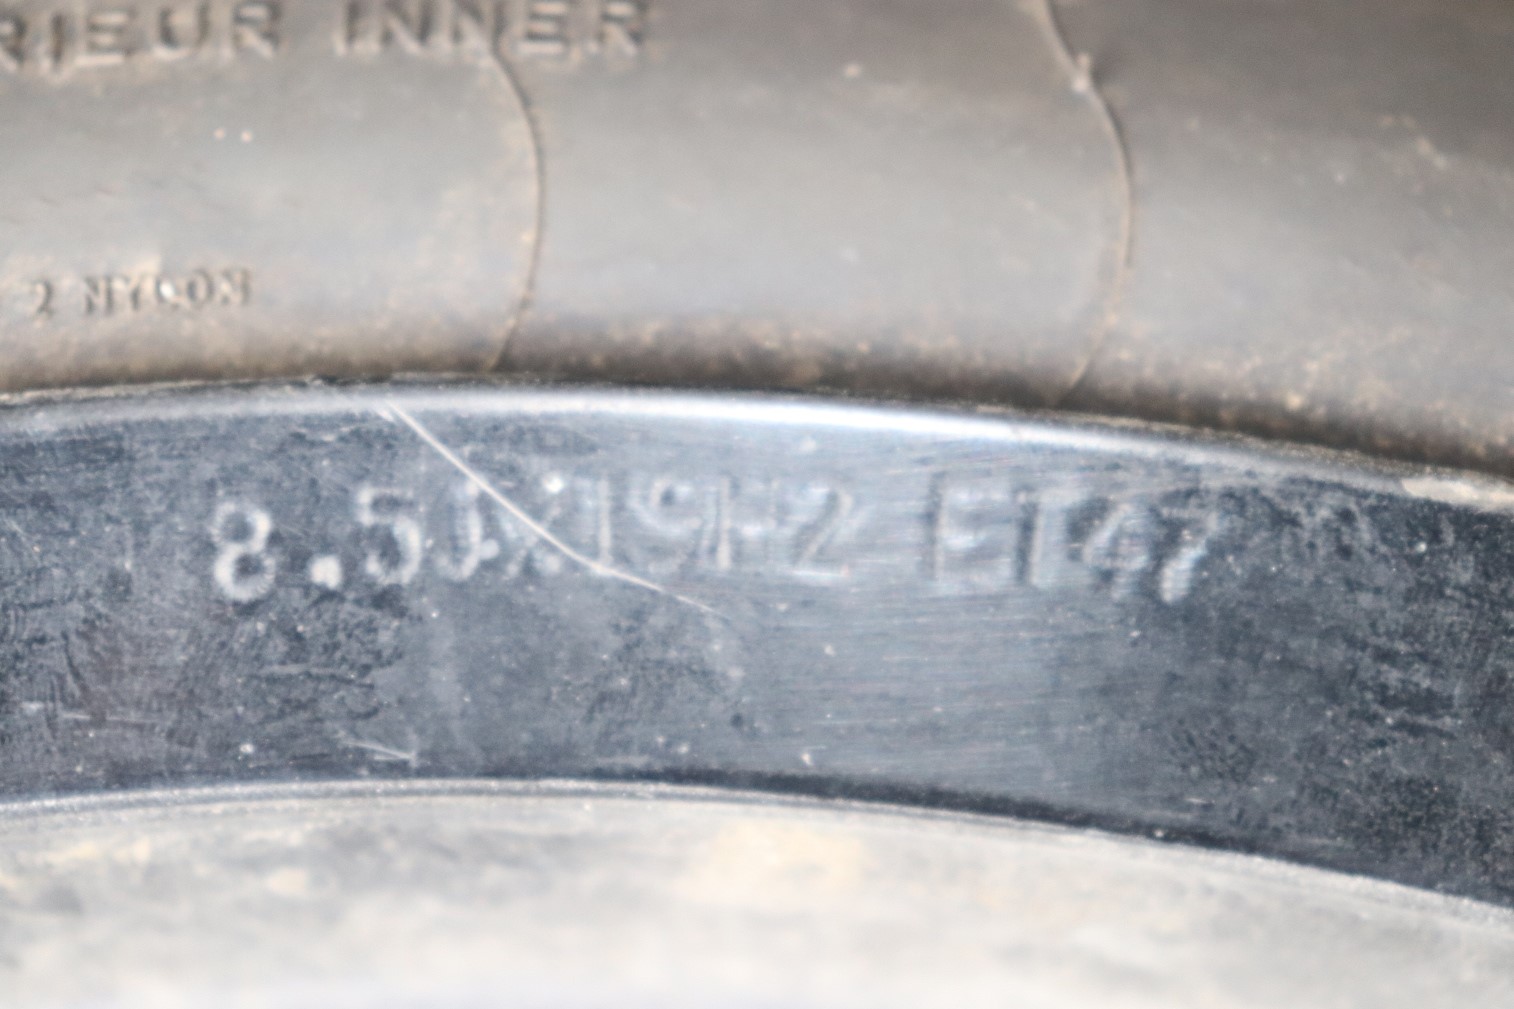 RIEUR INNER
2 NYLON
8.5JX19H2 ET47